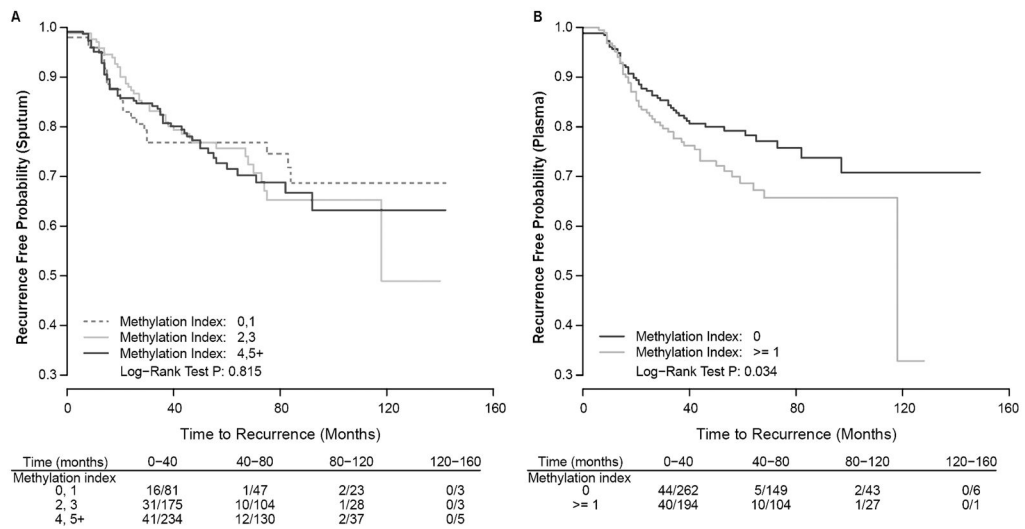 A
Recurrence Free Probability (Sputum)
1.0
0.9
0.8
0.7
0.6
0.5
0.4
0.3
Methylation Index: 0,1
Methylation Index: 2,3
Methylation Index: 4,5+
Log−Rank Test P: 0.815
0 40 80 120 160
Time to Recurrence (Months)
Time (months) 0−40 40−80 80−120 120−160
Methylation index
0, 1 16/81 1/47 2/23 0/3
2, 3 31/175 10/104 1/28 0/3
4, 5+ 41/234 12/130 2/37 0/5
B
Recurrence Free Probability (Plasma)
1.0
0.9
0.8
0.7
0.6
0.5
0.4
0.3
Methylation Index: 0
Methylation Index: >= 1
Log−Rank Test P: 0.034
0 40 80 120 160
Time to Recurrence (Months)
Time (months) 0−40 40−80 80−120 120−160
Methylation index
0 44/262 5/149 2/43 0/6
>= 1 40/194 10/104 1/27 0/1